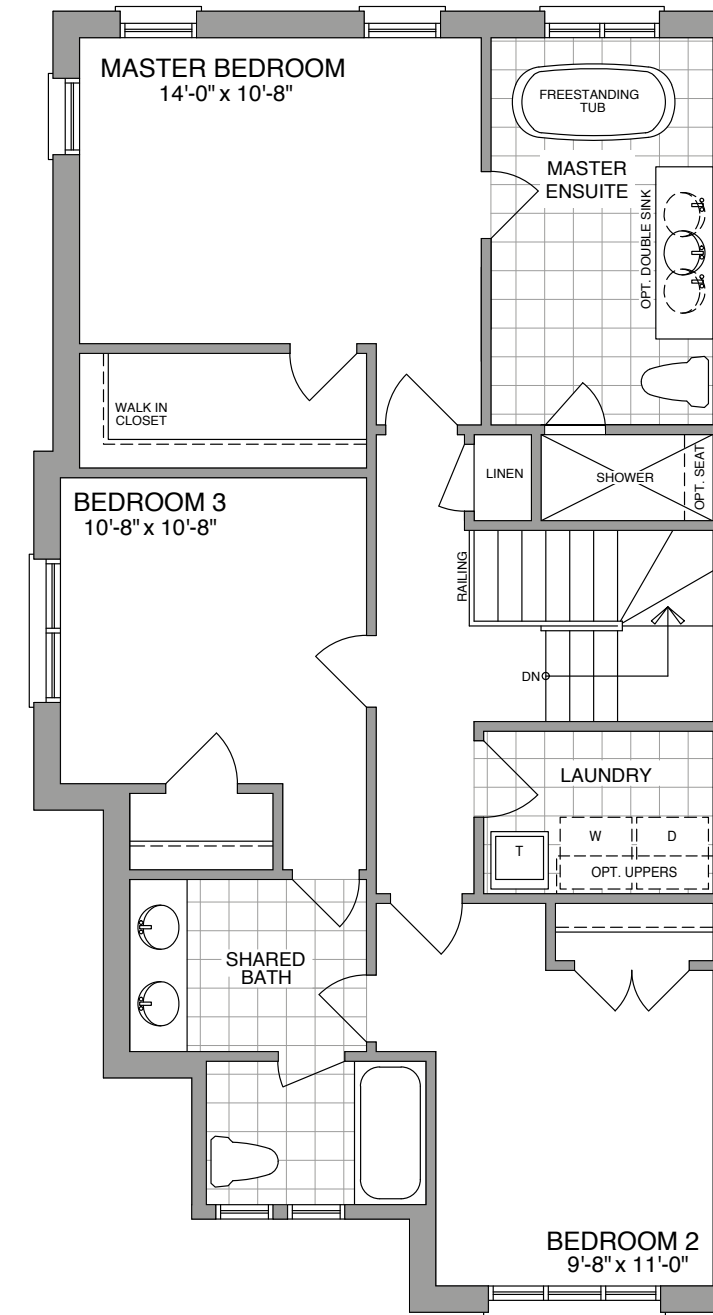 MASTER BEDROOM
14'-0" x 10'-8"
FREESTANDING
TUB
MASTER
ENSUITE
OPT. DOUBLE SINK
WALK IN
CLOSET
LINEN
SHOWER
OPT. SEAT
BEDROOM 3
10'-8" x 10'-8"
RAILING
DN
LAUNDRY
T
W
D
OPT. UPPERS
SHARED
BATH
BEDROOM 2
9'-8" x 11'-0"